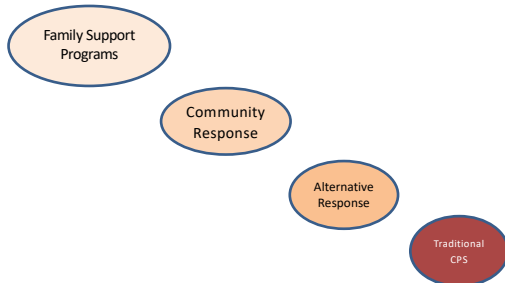 Family Support
Programs
Community
Response
Alternative
Response
Traditional
CPS